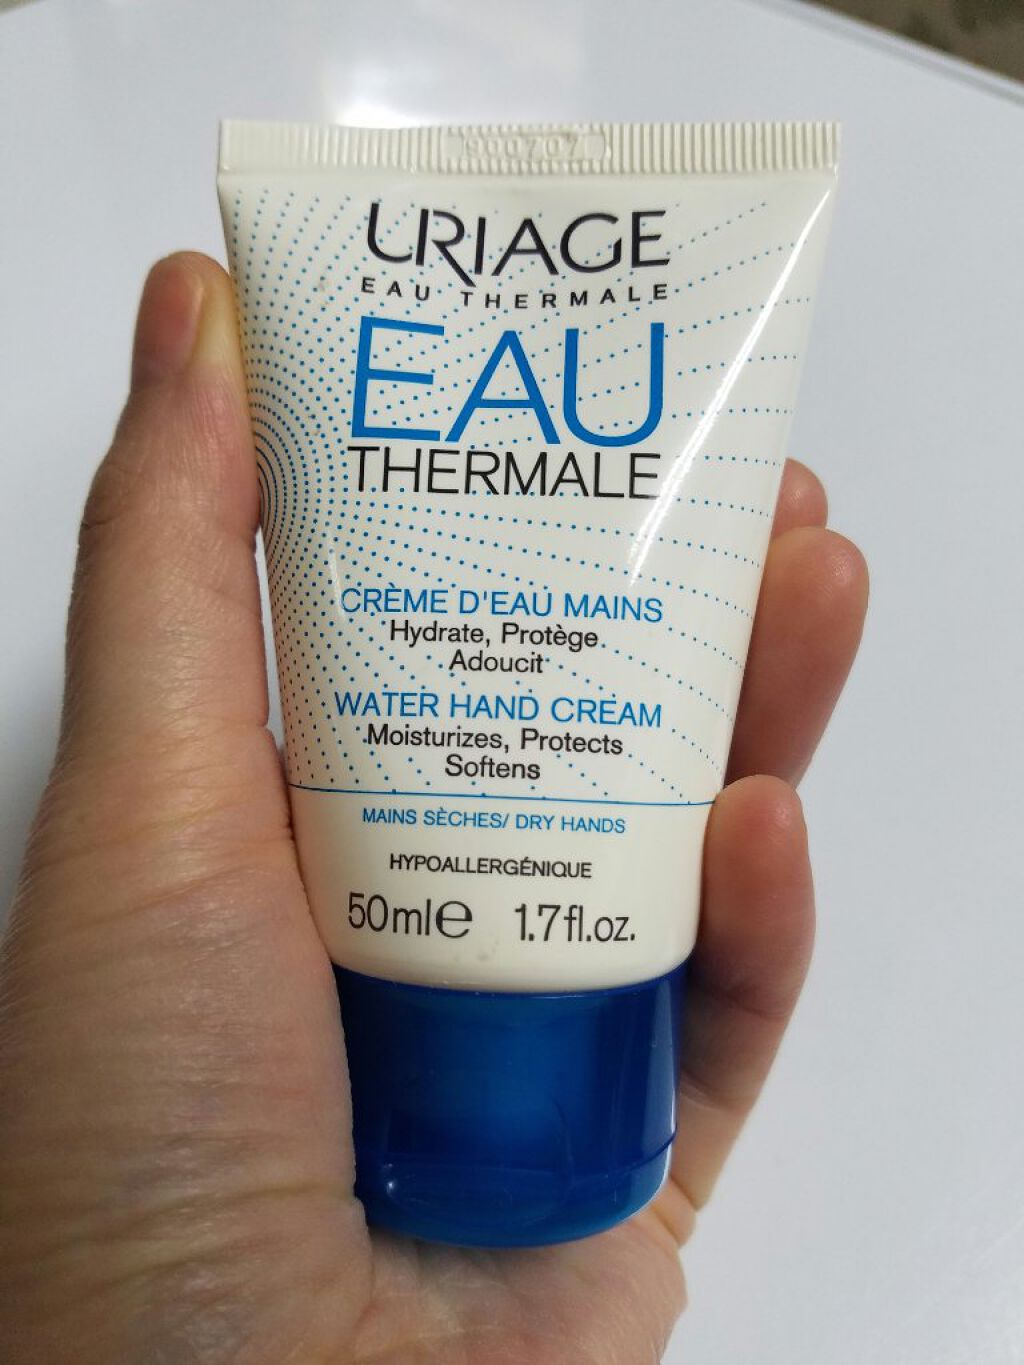 900707
URIAGE
EAU THERMALE
EAU
THERMALE
CRÈME D'EAU MAINS
Hydrate, Protège
Adoucit
WATER HAND CREAM
Moisturizes, Protects
Softens
MAINS SÈCHES/ DRY HANDS
HYPOALLERGÉNIQUE
50ml℮ 1.7fl.oz.